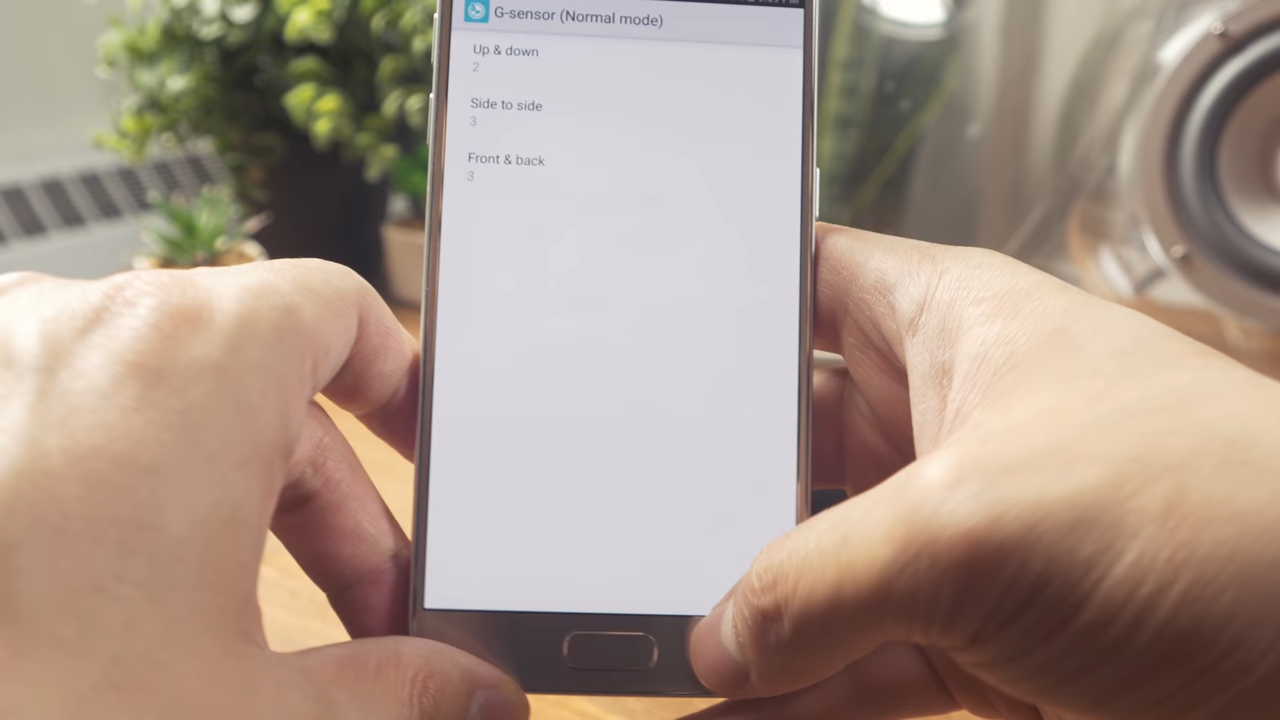 G-sensor (Normal mode)
Up & down
2
Side to side
3
Front & back
3